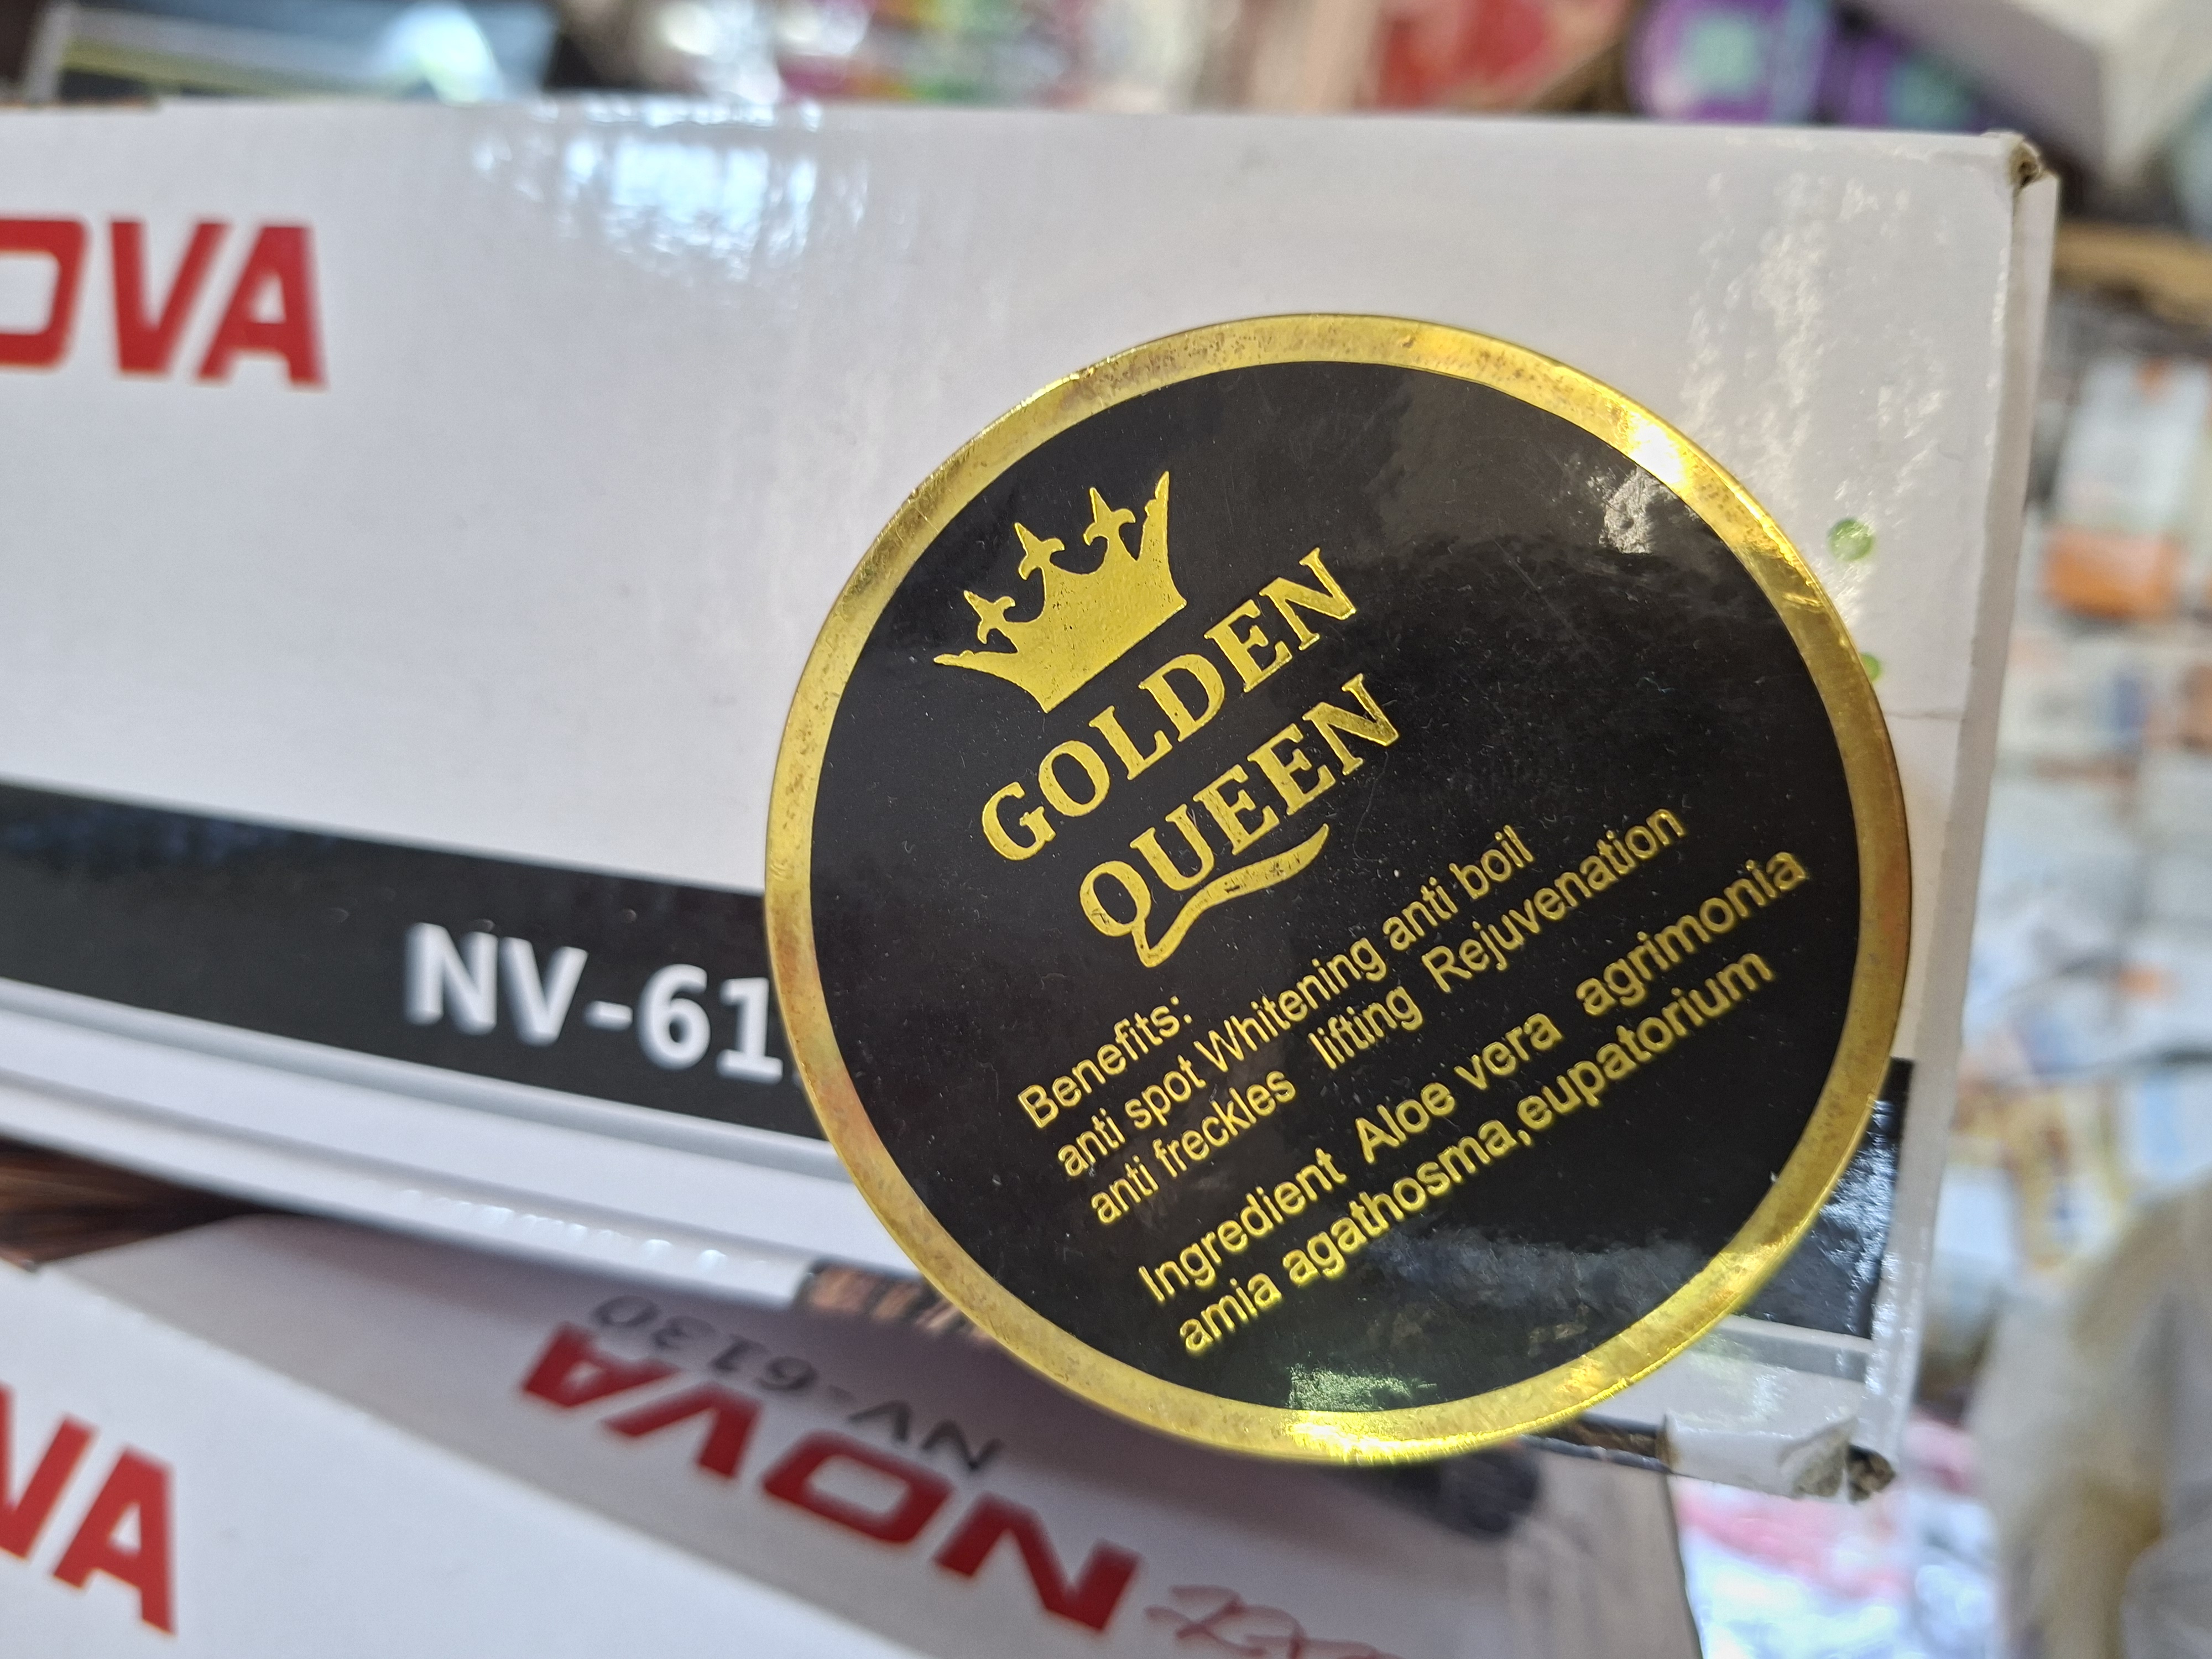 OVA
NV-61
GOLDEN
QUEEN
Benefits:
anti spot Whitening anti boil
anti freckles lifting Rejuvenation
Ingredient Aloe vera agrimonia
amia agathosma,eupatorium
NV-6130
NOVA
VA